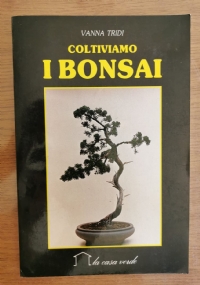 VANNA TRIDI
COLTIVIAMO
I BONSAI
la casa verde